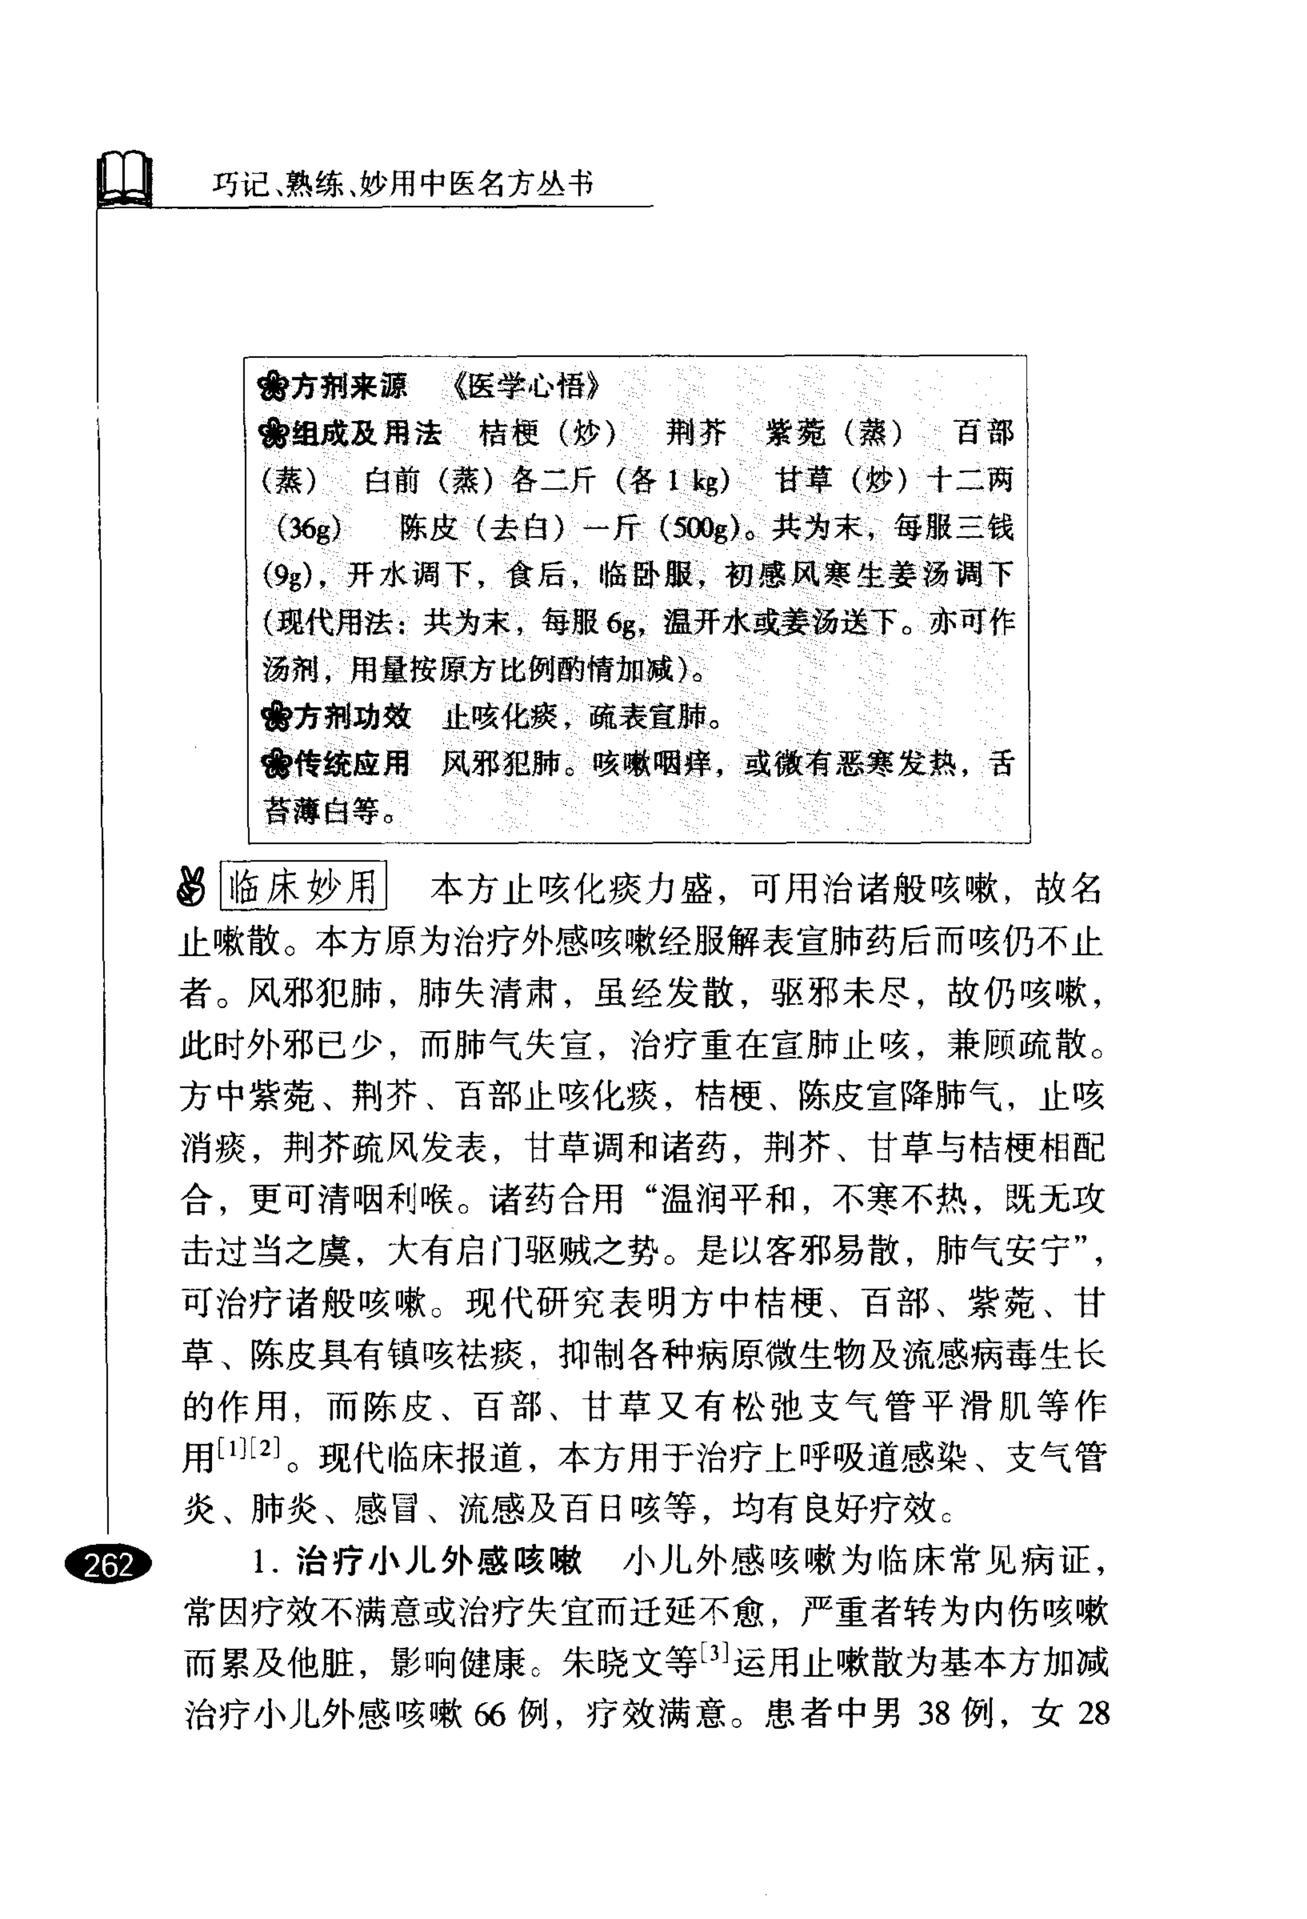 巧记、熟练、妙用中医名方丛书
方剂来源　《医学心悟》
组成及用法　桔梗（炒）　荆芥　紫菀（蒸）　百部
（蒸）　白前（蒸）各二斤（各1 kg）　甘草（炒）十二两
（36g）　陈皮（去白）一斤（500g）。共为末，每服三钱
(9g)，开水调下，食后，临卧服，初感风寒生姜汤调下
（现代用法：共为末，每服6g，温开水或姜汤送下。亦可作
汤剂，用量按原方比例酌情加减）。
方剂功效　止咳化痰，疏表宣肺。
传统应用　风邪犯肺。咳嗽咽痒，或微有恶寒发热，舌
苔薄白等。
临床妙用　本方止咳化痰力盛，可用治诸般咳嗽，故名
止嗽散。本方原为治疗外感咳嗽经服解表宣肺药后而咳仍不止
者。风邪犯肺，肺失清肃，虽经发散，驱邪未尽，故仍咳嗽，
此时外邪已少，而肺气失宣，治疗重在宣肺止咳，兼顾疏散。
方中紫菀、荆芥、百部止咳化痰，桔梗、陈皮宣降肺气，止咳
消痰，荆芥疏风发表，甘草调和诸药，荆芥、甘草与桔梗相配
合，更可清咽利喉。诸药合用“温润平和，不寒不热，既无攻
击过当之虞，大有启门驱贼之势。是以客邪易散，肺气安宁”，
可治疗诸般咳嗽。现代研究表明方中桔梗、百部、紫菀、甘
草、陈皮具有镇咳祛痰，抑制各种病原微生物及流感病毒生长
的作用，而陈皮、百部、甘草又有松弛支气管平滑肌等作
用[1][2]。现代临床报道，本方用于治疗上呼吸道感染、支气管
炎、肺炎、感冒、流感及百日咳等，均有良好疗效。
262
1. 治疗小儿外感咳嗽　小儿外感咳嗽为临床常见病证，
常因疗效不满意或治疗失宜而迁延不愈，严重者转为内伤咳嗽
而累及他脏，影响健康。朱晓文等[3]运用止嗽散为基本方加减
治疗小儿外感咳嗽 66 例，疗效满意。患者中男 38 例，女 28